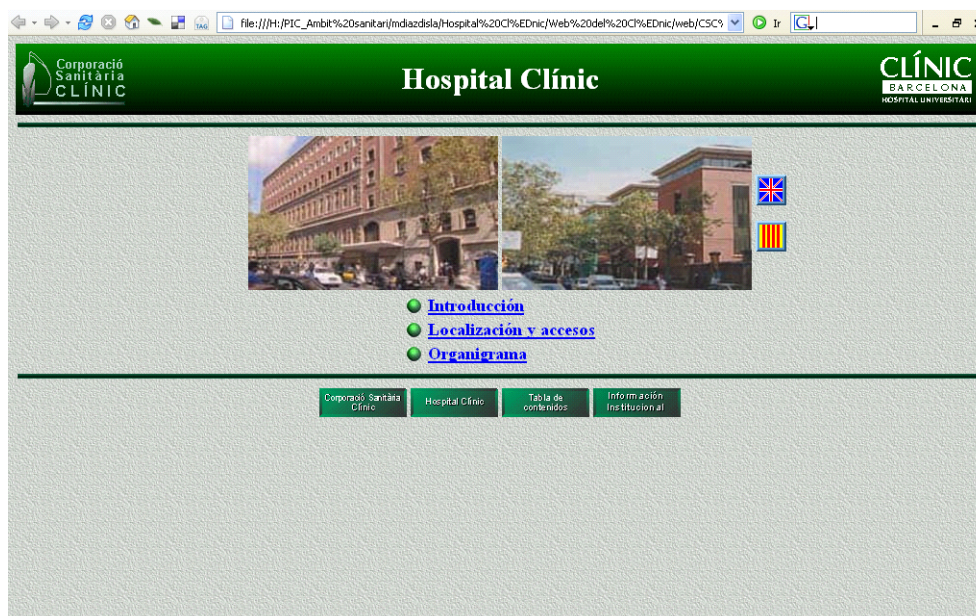 TAG
file:///H:/PIC_Ambit%20sanitari/mdiazdisla/Hospital%20Cl%EDnic/Web%20del%20Cl%EDnic/web/CSC%
Ir
G
Corporació
Sanitària
CLÍNIC
Hospital Clínic
CLÍNIC
BARCELONA
HOSPITAL UNIVERSITARI
Introducción
Localización y accesos
Organigrama
Corporació Sanitària
Clínic
Hospital Clínic
Tabla de
contenidos
Información
Institucional